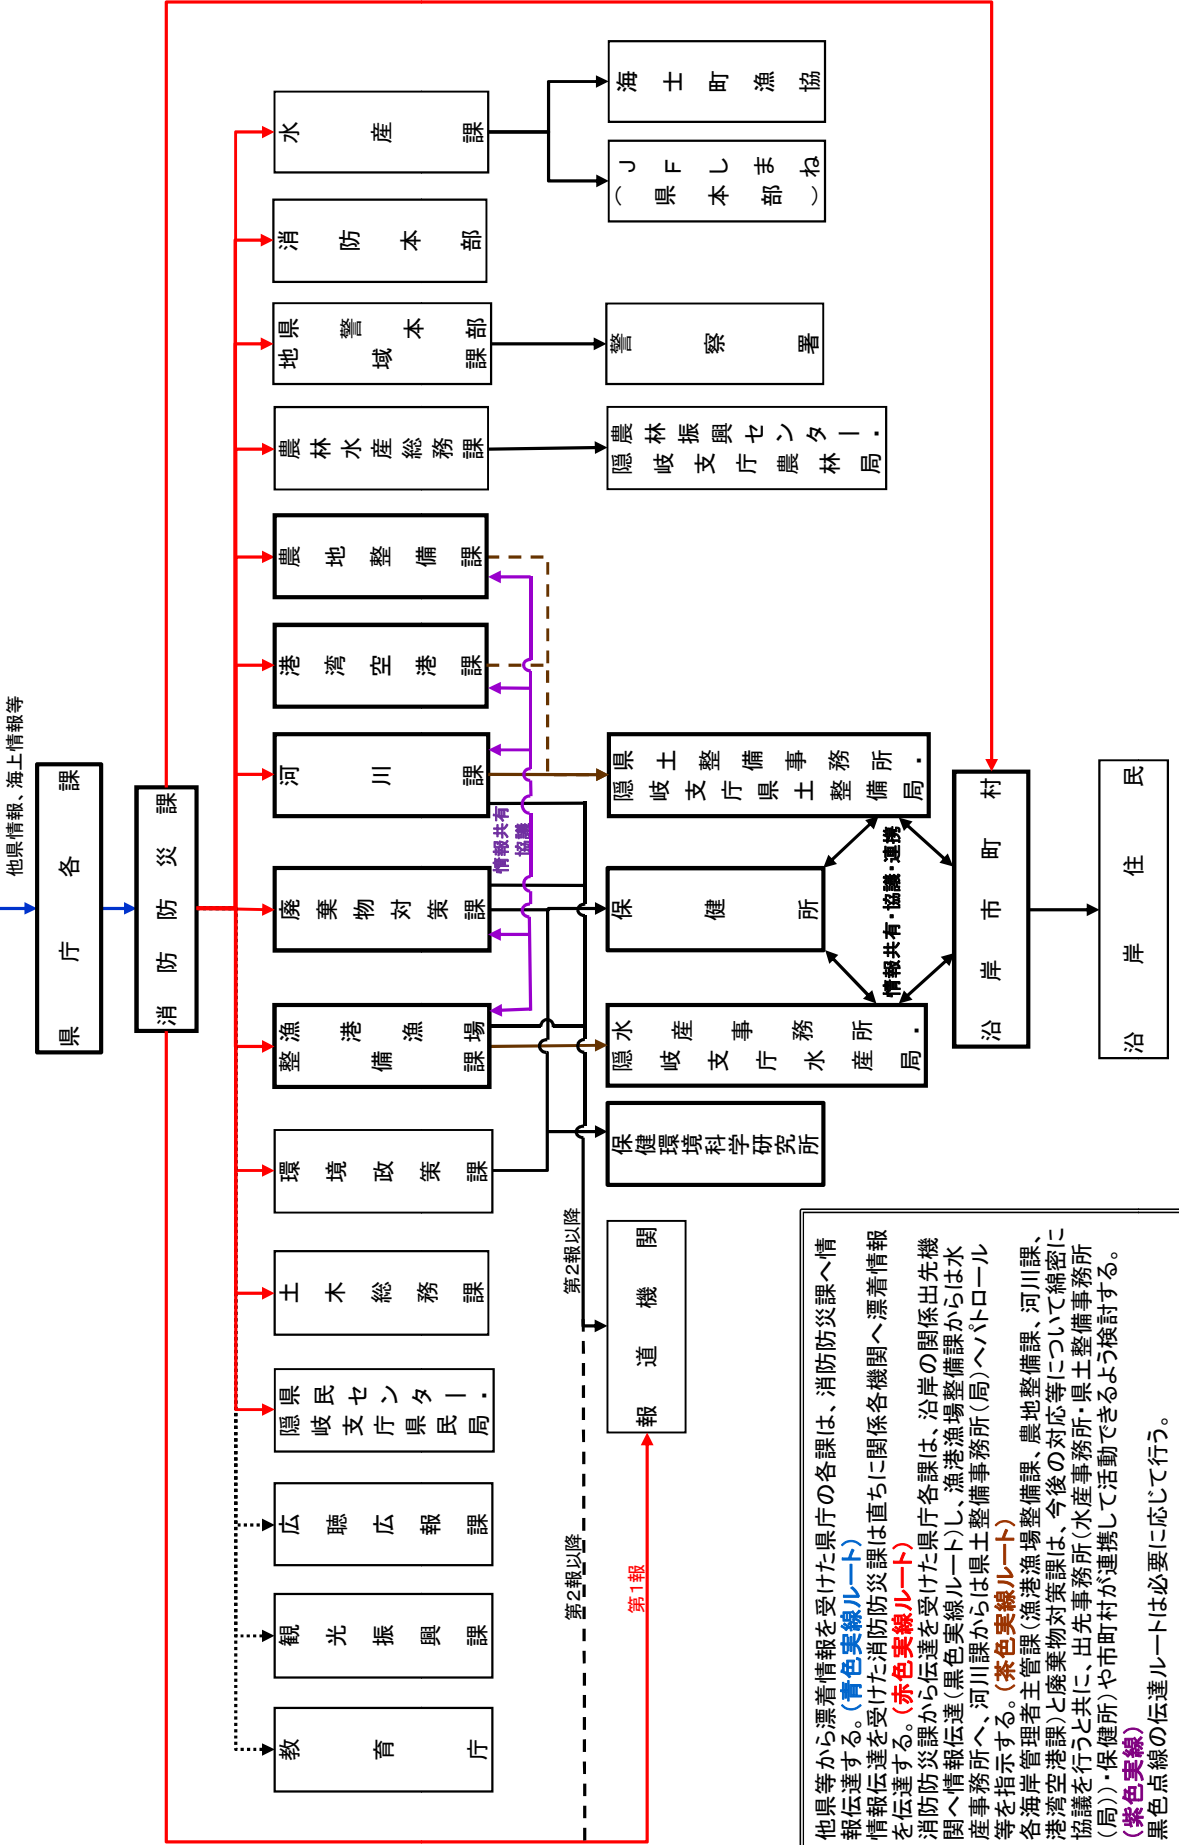 他県情報、海上情報等
県庁各課
消防防災課
水産課
消防本部
県警本部
地域課
農林水産総務課
農地整備課
港湾空港課
河川課
廃棄物対策課
漁港漁場
整備課
環境政策課
土木総務課
県民センター・
隠岐支庁県民局
広聴広報課
観光振興課
教育庁
情報共有
協議
海士町漁協
JFしまね
(県本部)
警察署
農林振興センター・
隠岐支庁農林局
県土整備事務所・
隠岐支庁県土整備局
保健所
水産事務所・
隠岐支庁水産局
保健環境科学研究所
報道機関
第2報以降
第2報以降
第1報
情報共有・協議・連携
沿岸市町村
沿岸住民
他県等から漂着情報を受けた県庁の各課は、消防防災課へ情
報伝達する。(青色実線ルート)
情報伝達を受けた消防防災課は直ちに関係各機関へ漂着情報
を伝達する。(赤色実線ルート)
消防防災課から伝達を受けた県庁各課は、沿岸の関係出先機
関へ情報伝達(黒色実線ルート)し、漁港漁場整備課からは水
産事務所へ、河川課からは県土整備事務所(局)へパトロール
等を指示する。(茶色実線ルート)
各海岸管理者主管課(漁港漁場整備課、農地整備課、河川課、
港湾空港課)と廃棄物対策課は、今後の対応等について綿密に
協議を行うと共に、出先事務所(水産事務所・県土整備事務所
(局))・保健所)や市町村が連携して活動できるよう検討する。
(紫色実線)
黒色点線の伝達ルートは必要に応じて行う。